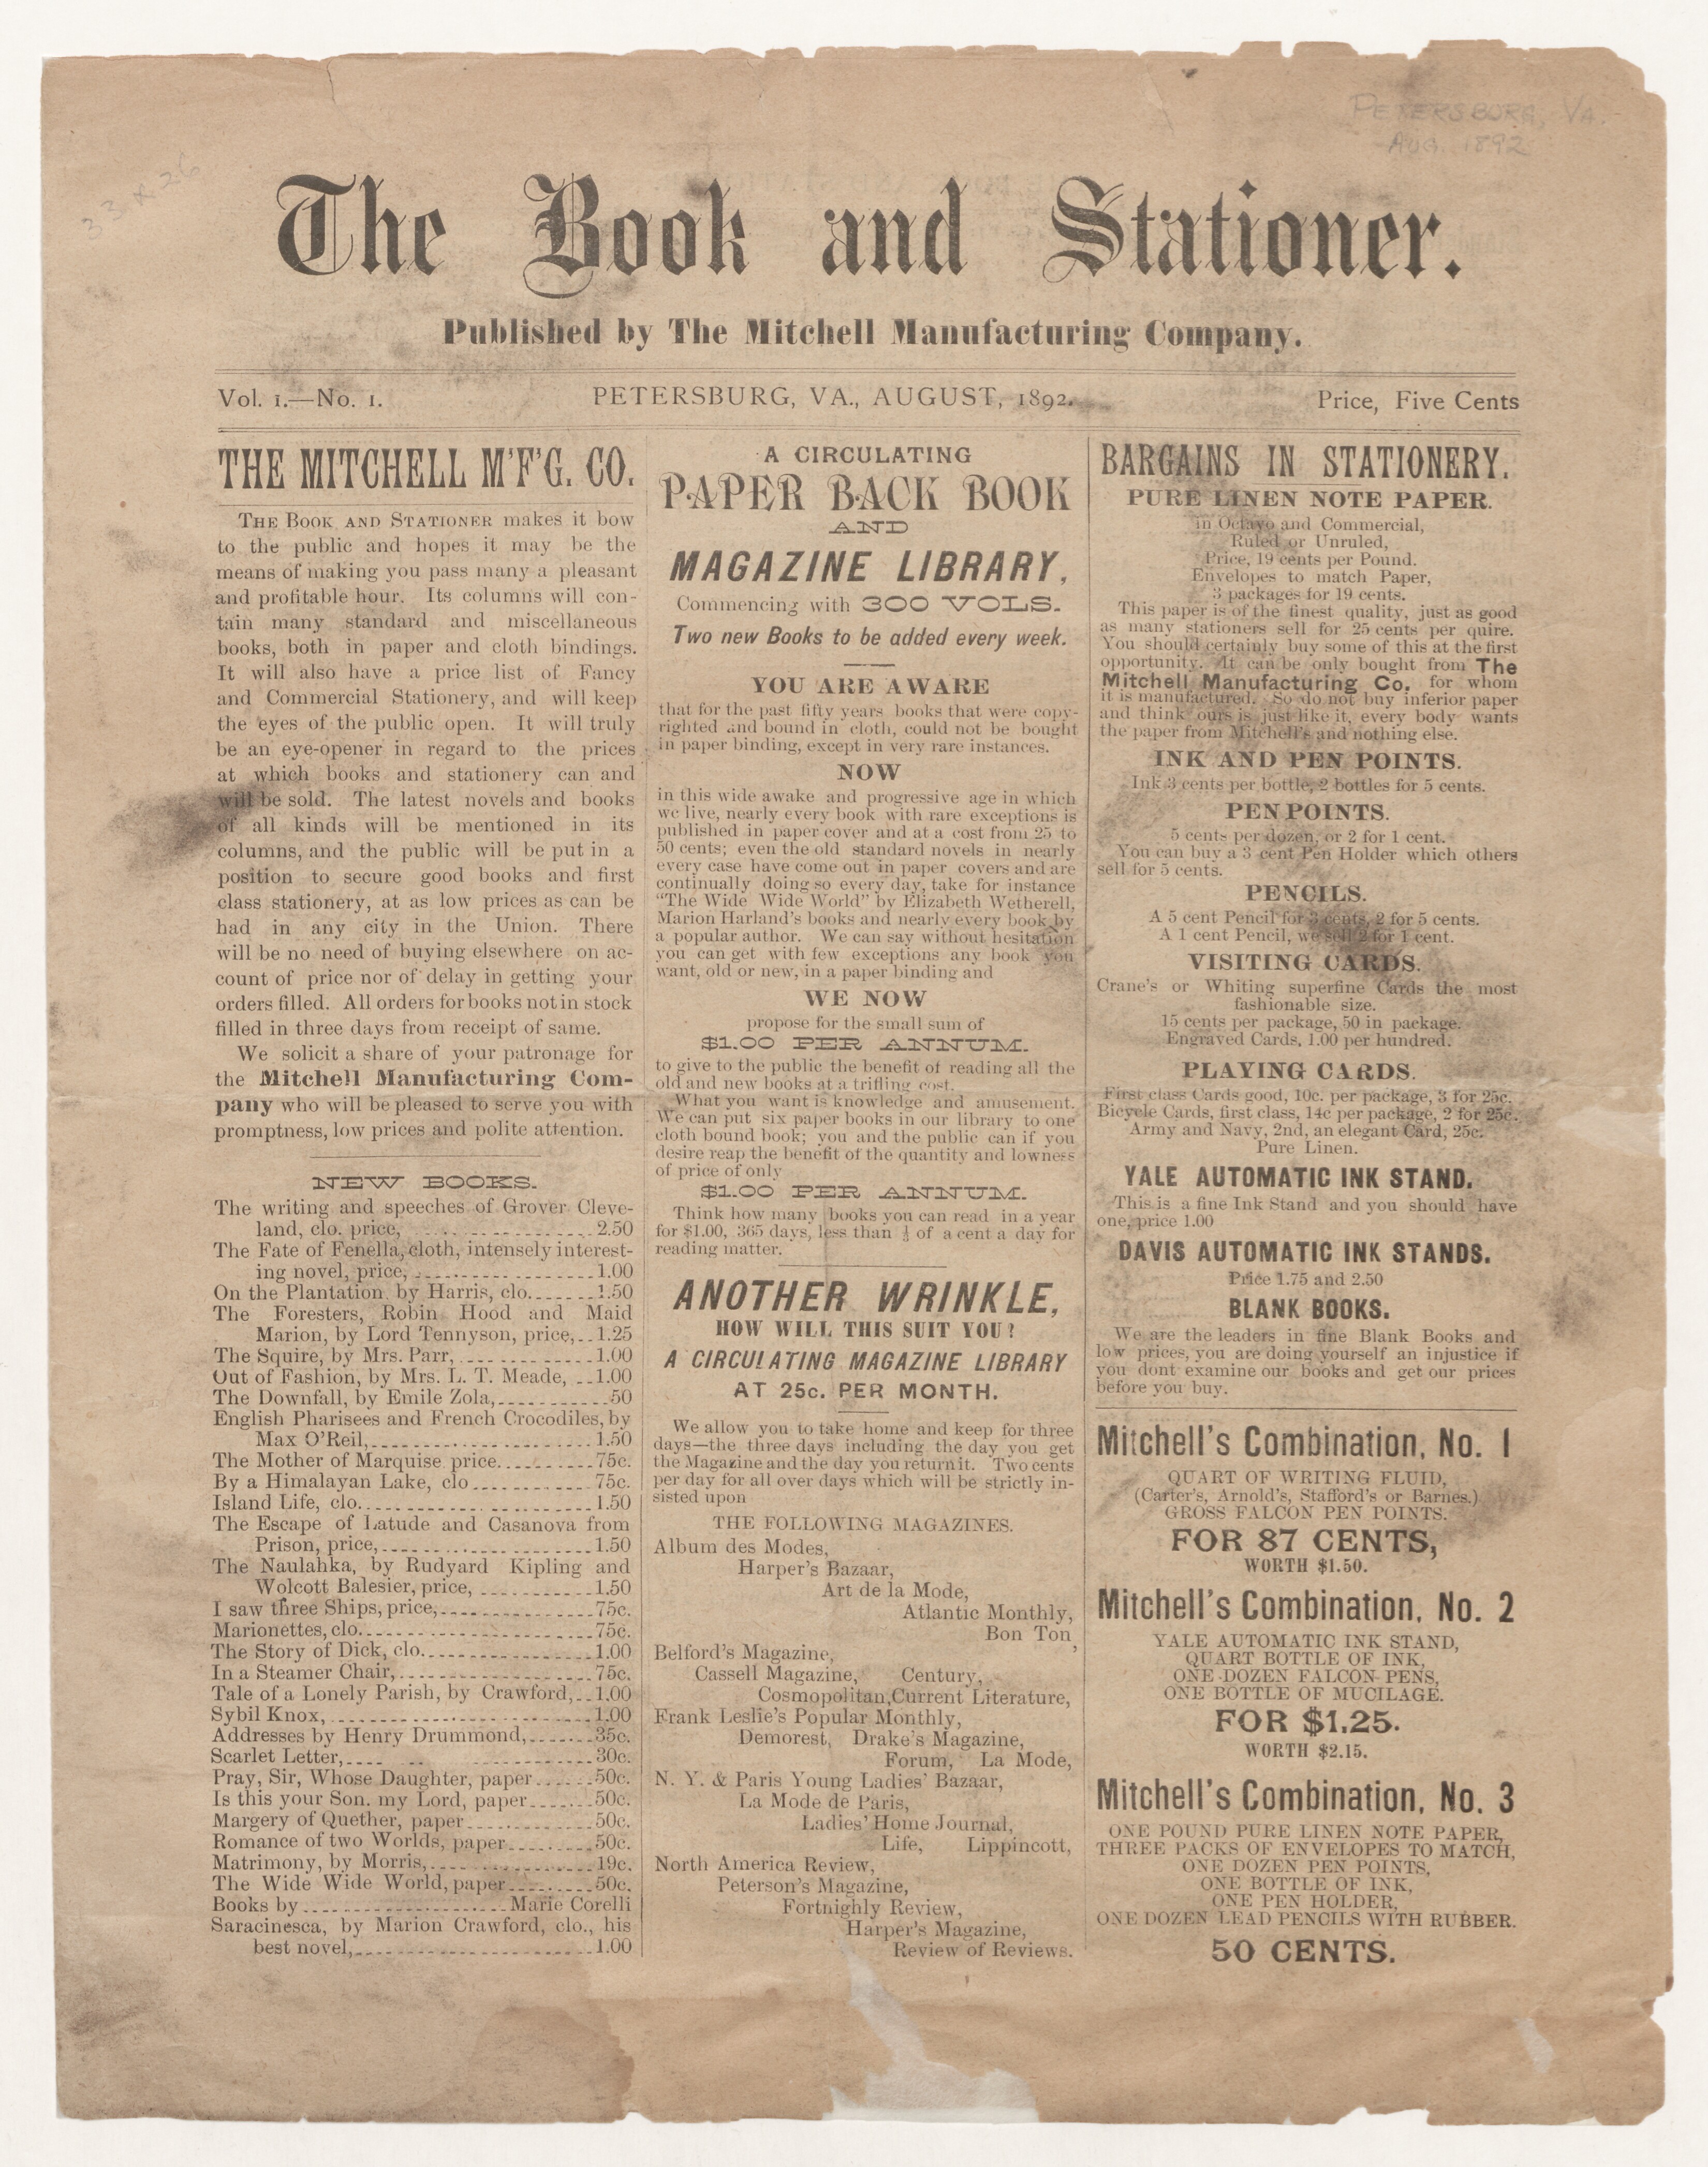 PETERSBURG, VA.
AUG. 1892
33 x 26
The Book and Stationer.
Published by The Mitchell Manufacturing Company.
Vol. 1.—No. 1.
PETERSBURG, VA., AUGUST, 1892.
Price, Five Cents
THE MITCHELL M'F'G. CO.
THE BOOK AND STATIONER makes it bow
to the public and hopes it may be the
means of making you pass many a pleasant
and profitable hour. Its columns will con-
tain many standard and miscellaneous
books, both in paper and cloth bindings.
It will also have a price list of Fancy
and Commercial Stationery, and will keep
the eyes of the public open. It will truly
be an eye-opener in regard to the prices
at which books and stationery can and
will be sold. The latest novels and books
of all kinds will be mentioned in its
columns, and the public will be put in a
position to secure good books and first
class stationery, at as low prices as can be
had in any city in the Union. There
will be no need of buying elsewhere on ac-
count of price nor of delay in getting your
orders filled. All orders for books not in stock
filled in three days from receipt of same.
We solicit a share of your patronage for
the Mitchell Manufacturing Com-
pany who will be pleased to serve you with
promptness, low prices and polite attention.
NEW BOOKS.
The writing and speeches of Grover Cleve-
land, clo. price, 2.50
The Fate of Fenella, cloth, intensely interest-
ing novel, price, 1.00
On the Plantation, by Harris, clo. 1.50
The Foresters, Robin Hood and Maid
Marion, by Lord Tennyson, price, 1.25
The Squire, by Mrs. Parr, 1.00
Out of Fashion, by Mrs. L. T. Meade, 1.00
The Downfall, by Emile Zola, 50
English Pharisees and French Crocodiles, by
Max O'Reil, 1.50
The Mother of Marquise price. 75c.
By a Himalayan Lake, clo 75c.
Island Life, clo. 1.50
The Escape of Latude and Casanova from
Prison, price, 1.50
The Naulahka, by Rudyard Kipling and
Wolcott Balesier, price, 1.50
I saw three Ships, price, 75c.
Marionettes, clo. 75c.
The Story of Dick, clo. 1.00
In a Steamer Chair, 75c.
Tale of a Lonely Parish, by Crawford, 1.00
Sybil Knox, 1.00
Addresses by Henry Drummond, 35c.
Scarlet Letter, 30c.
Pray, Sir, Whose Daughter, paper 50c.
Is this your Son. my Lord, paper 50c.
Margery of Quether, paper 50c.
Romance of two Worlds, paper 50c.
Matrimony, by Morris, 19c.
The Wide Wide World, paper 50c.
Books by Marie Corelli
Saracinesca, by Marion Crawford, clo., his
best novel, 1.00
A CIRCULATING
PAPER BACK BOOK
AND
MAGAZINE LIBRARY,
Commencing with 300 VOLS.
Two new Books to be added every week.
YOU ARE AWARE
that for the past fifty years books that were copy-
righted and bound in cloth, could not be bought
in paper binding, except in very rare instances.
NOW
in this wide awake and progressive age in which
we live, nearly every book with rare exceptions is
published in paper cover and at a cost from 25 to
50 cents; even the old standard novels in nearly
every case have come out in paper covers and are
continually doing so every day, take for instance
"The Wide Wide World" by Elizabeth Wetherell,
Marion Harland's books and nearly every book by
a popular author. We can say without hesitation
you can get with few exceptions any book you
want, old or new, in a paper binding and
WE NOW
propose for the small sum of
$1.00 PER ANNUM.
to give to the public the benefit of reading all the
old and new books at a trifling cost.
What you want is knowledge and amusement.
We can put six paper books in our library to one
cloth bound book; you and the public can if you
desire reap the benefit of the quantity and lowness
of price of only
$1.00 PER ANNUM.
Think how many books you can read in a year
for $1.00, 365 days, less than ⅓ of a cent a day for
reading matter.
ANOTHER WRINKLE,
HOW WILL THIS SUIT YOU?
A CIRCULATING MAGAZINE LIBRARY
AT 25c. PER MONTH.
We allow you to take home and keep for three
days—the three days including the day you get
the Magazine and the day you return it. Two cents
per day for all over days which will be strictly in-
sisted upon
THE FOLLOWING MAGAZINES.
Album des Modes,
Harper's Bazaar,
Art de la Mode,
Atlantic Monthly,
Bon Ton,
Belford's Magazine,
Cassell Magazine, Century,
Cosmopolitan, Current Literature,
Frank Leslie's Popular Monthly,
Demorest, Drake's Magazine,
Forum, La Mode,
N. Y. & Paris Young Ladies' Bazaar,
La Mode de Paris,
Ladies' Home Journal,
Life, Lippincott,
North America Review,
Peterson's Magazine,
Fortnighly Review,
Harper's Magazine,
Review of Reviews.
BARGAINS IN STATIONERY.
PURE LINEN NOTE PAPER.
in Octavo and Commercial,
Ruled or Unruled,
Price, 19 cents per Pound.
Envelopes to match Paper,
3 packages for 19 cents.
This paper is of the finest quality, just as good
as many stationers sell for 25 cents per quire.
You should certainly buy some of this at the first
opportunity. It can be only bought from The
Mitchell Manufacturing Co. for whom
it is manufactured. So do not buy inferior paper
and think ours is just like it, every body wants
the paper from Mitchell's and nothing else.
INK AND PEN POINTS.
Ink 3 cents per bottle, 2 bottles for 5 cents.
PEN POINTS.
5 cents per dozen, or 2 for 1 cent.
You can buy a 3 cent Pen Holder which others
sell for 5 cents.
PENCILS.
A 5 cent Pencil for 3 cents, 2 for 5 cents.
A 1 cent Pencil, we sell 2 for 1 cent.
VISITING CARDS.
Crane's or Whiting superfine Cards the most
fashionable size.
15 cents per package, 50 in package.
Engraved Cards, 1.00 per hundred.
PLAYING CARDS.
First class Cards good, 10c. per package, 3 for 25c.
Bicycle Cards, first class, 14c per package, 2 for 25c.
Army and Navy, 2nd, an elegant Card, 25c.
Pure Linen.
YALE AUTOMATIC INK STAND.
This is a fine Ink Stand and you should have
one, price 1.00
DAVIS AUTOMATIC INK STANDS.
Price 1.75 and 2.50
BLANK BOOKS.
We are the leaders in fine Blank Books and
low prices, you are doing yourself an injustice if
you dont examine our books and get our prices
before you buy.
Mitchell's Combination, No. 1
QUART OF WRITING FLUID,
(Carter's, Arnold's, Stafford's or Barnes.)
GROSS FALCON PEN POINTS.
FOR 87 CENTS,
WORTH $1.50.
Mitchell's Combination, No. 2
YALE AUTOMATIC INK STAND,
QUART BOTTLE OF INK,
ONE DOZEN FALCON PENS,
ONE BOTTLE OF MUCILAGE.
FOR $1.25.
WORTH $2.15.
Mitchell's Combination, No. 3
ONE POUND PURE LINEN NOTE PAPER,
THREE PACKS OF ENVELOPES TO MATCH,
ONE DOZEN PEN POINTS,
ONE BOTTLE OF INK,
ONE PEN HOLDER,
ONE DOZEN LEAD PENCILS WITH RUBBER.
50 CENTS.